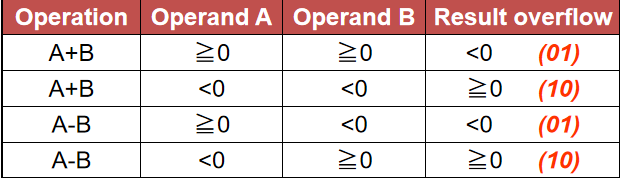 Operation Operand A Operand B Result overflow
A+B ≧0 ≧0 <0 (01)
A+B <0 <0 ≧0 (10)
A-B ≧0 <0 <0 (01)
A-B <0 ≧0 ≧0 (10)